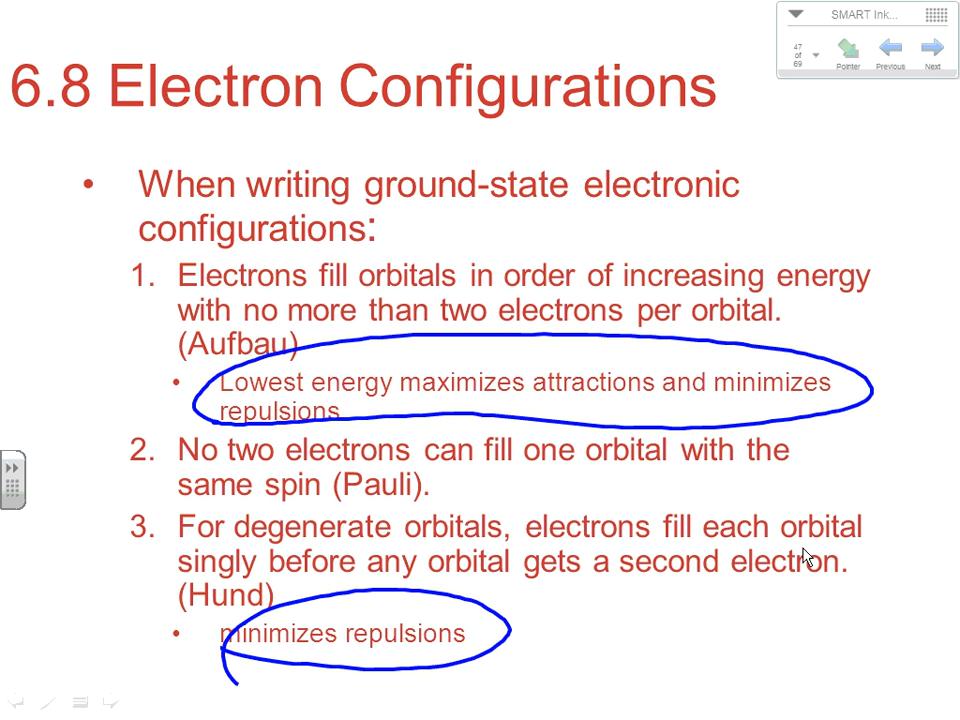 SMART Ink...
47
of
69
Pointer Previous Next
6.8 Electron Configurations
• When writing ground-state electronic
configurations:
1. Electrons fill orbitals in order of increasing energy
with no more than two electrons per orbital.
(Aufbau)
• Lowest energy maximizes attractions and minimizes
repulsions
2. No two electrons can fill one orbital with the
same spin (Pauli).
3. For degenerate orbitals, electrons fill each orbital
singly before any orbital gets a second electron.
(Hund)
• minimizes repulsions